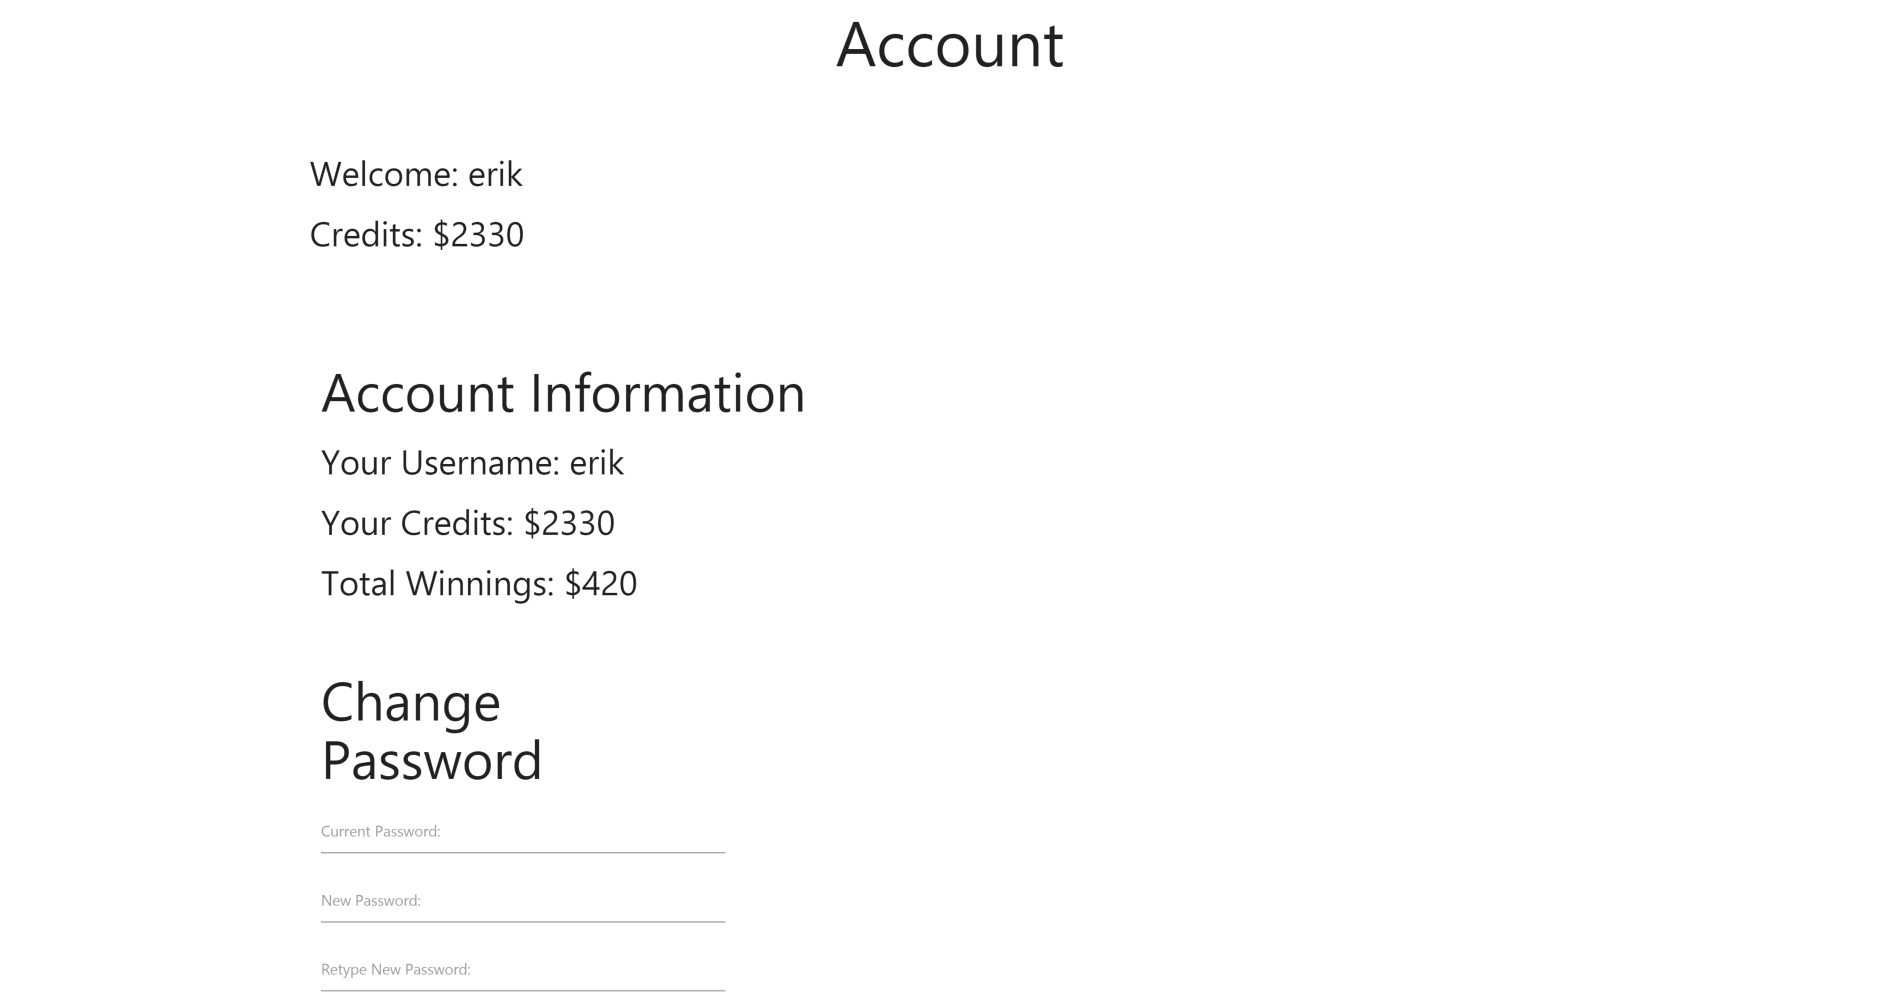 Account
Welcome: erik
Credits: $2330
Account Information
Your Username: erik
Your Credits: $2330
Total Winnings: $420
Change
Password
Current Password:
New Password:
Retype New Password: